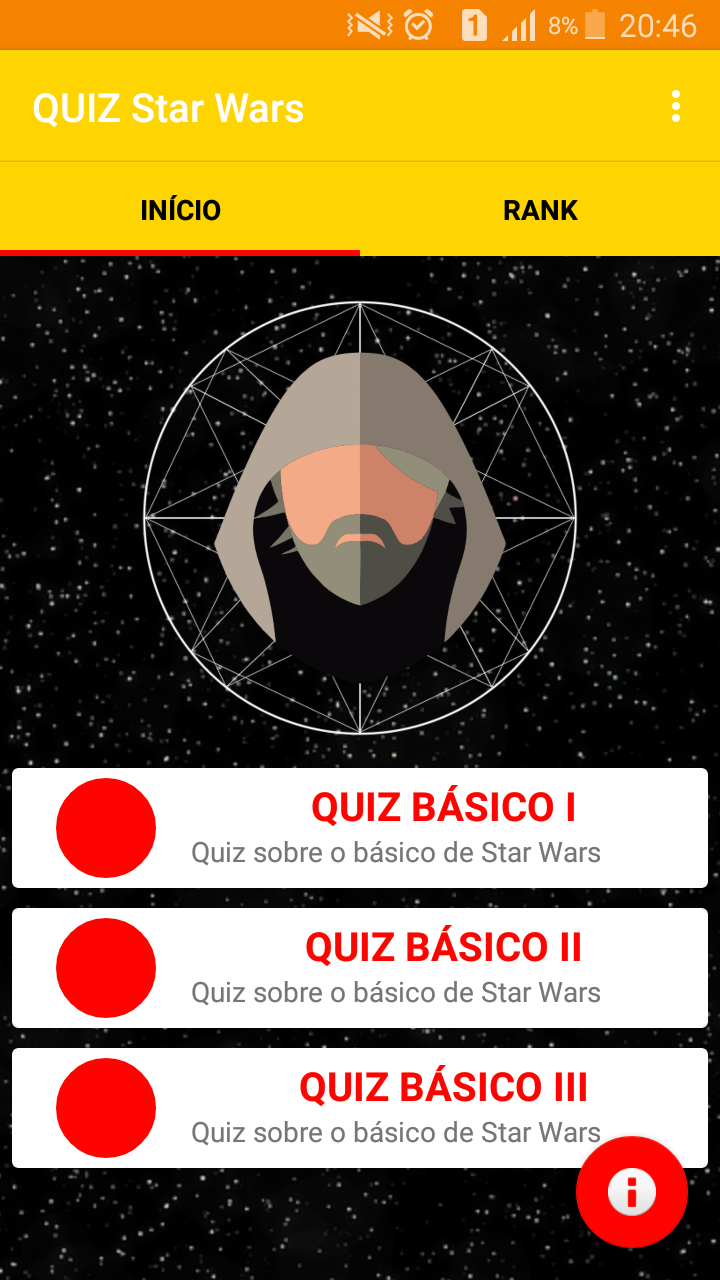 1 8% 20:46
QUIZ Star Wars
INÍCIO RANK
QUIZ BÁSICO I
Quiz sobre o básico de Star Wars
QUIZ BÁSICO II
Quiz sobre o básico de Star Wars
QUIZ BÁSICO III
Quiz sobre o básico de Star Wars